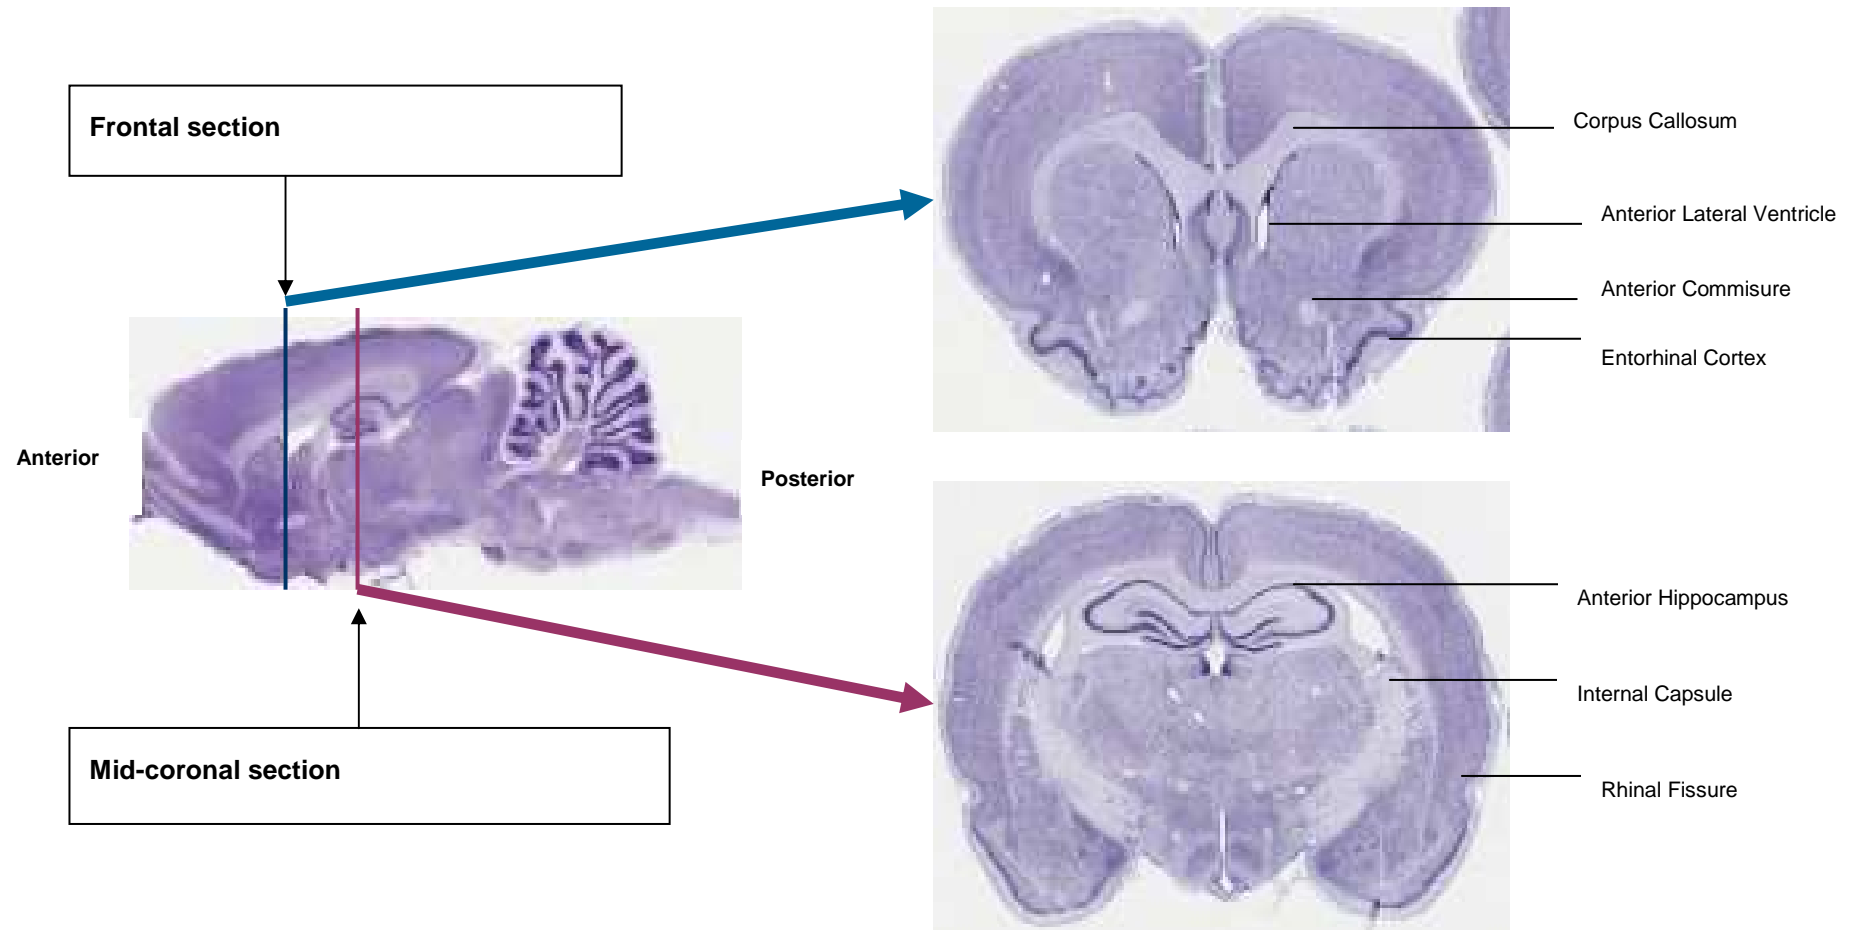 Frontal section
Corpus Callosum
Anterior Lateral Ventricle
Anterior Commisure
Entorhinal Cortex
Anterior
Posterior
Anterior Hippocampus
Internal Capsule
Mid-coronal section
Rhinal Fissure